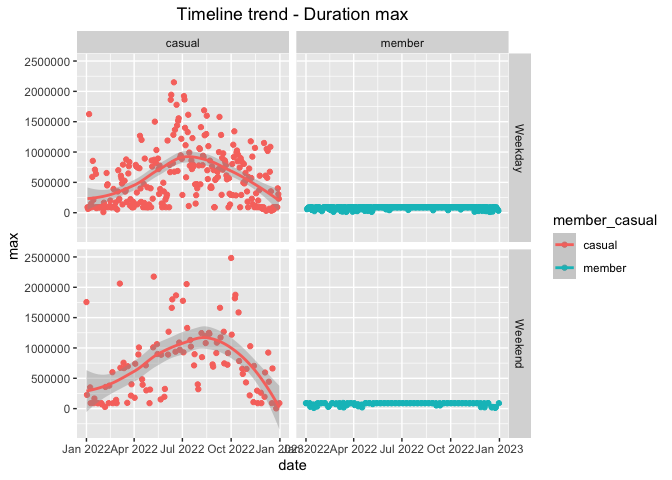 Timeline trend - Duration max
casual
member
2500000
2000000
1500000
1000000
500000
0
Weekday
max
2500000
2000000
1500000
1000000
500000
0
Weekend
member_casual
casual
member
Jan 2022 Apr 2022 Jul 2022 Oct 2022 Jan 2023
Jan 2022 Apr 2022 Jul 2022 Oct 2022 Jan 2023
date